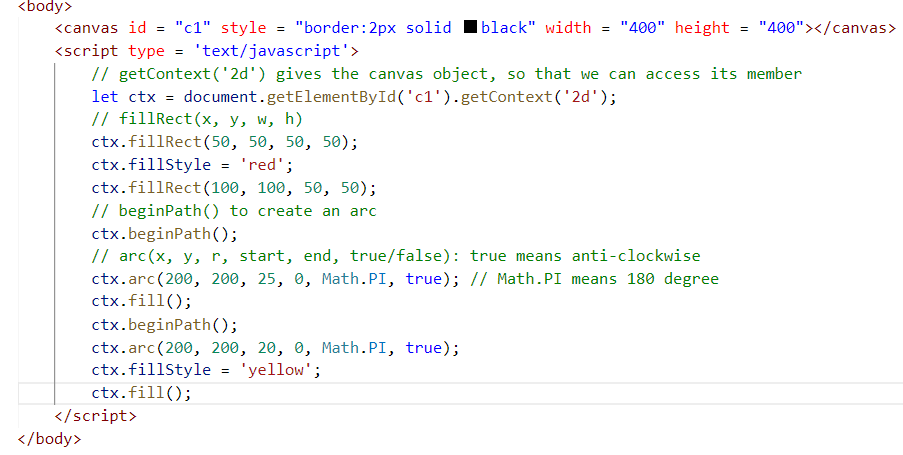 <body>
<canvas id = "c1" style = "border:2px solid black" width = "400" height = "400"></canvas>
<script type = 'text/javascript'>
// getContext('2d') gives the canvas object, so that we can access its member
let ctx = document.getElementById('c1').getContext('2d');
// fillRect(x, y, w, h)
ctx.fillRect(50, 50, 50, 50);
ctx.fillStyle = 'red';
ctx.fillRect(100, 100, 50, 50);
// beginPath() to create an arc
ctx.beginPath();
// arc(x, y, r, start, end, true/false): true means anti-clockwise
ctx.arc(200, 200, 25, 0, Math.PI, true); // Math.PI means 180 degree
ctx.fill();
ctx.beginPath();
ctx.arc(200, 200, 20, 0, Math.PI, true);
ctx.fillStyle = 'yellow';
ctx.fill();
</script>
</body>